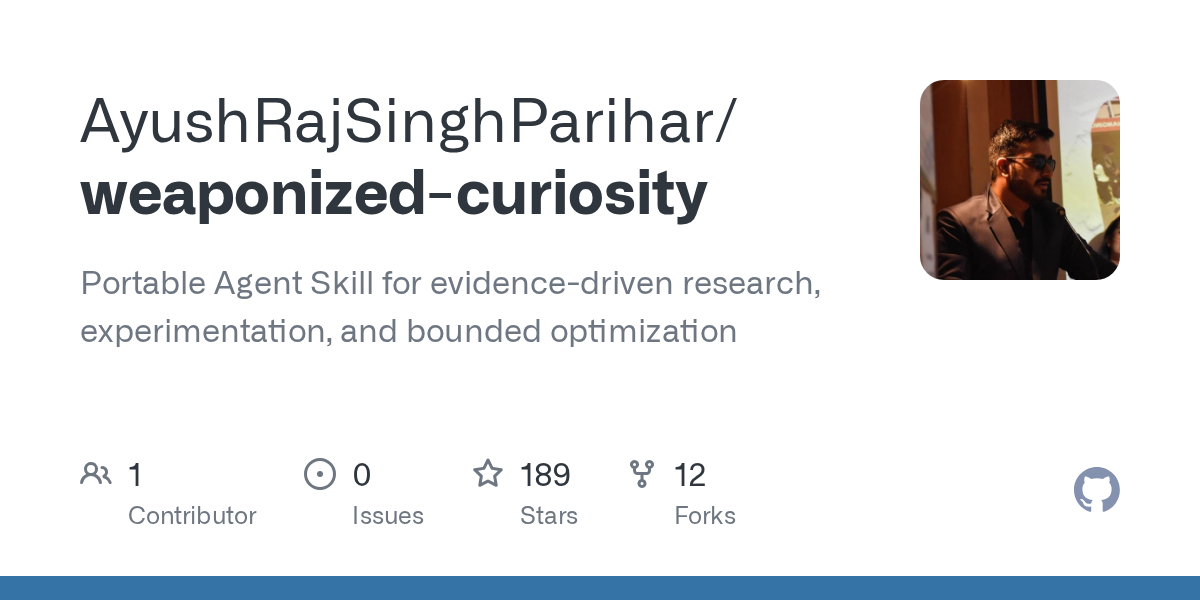 AyushRajSinghParihar/
weaponized-curiosity
Portable Agent Skill for evidence-driven research,
experimentation, and bounded optimization
1
Contributor
0
Issues
189
Stars
12
Forks